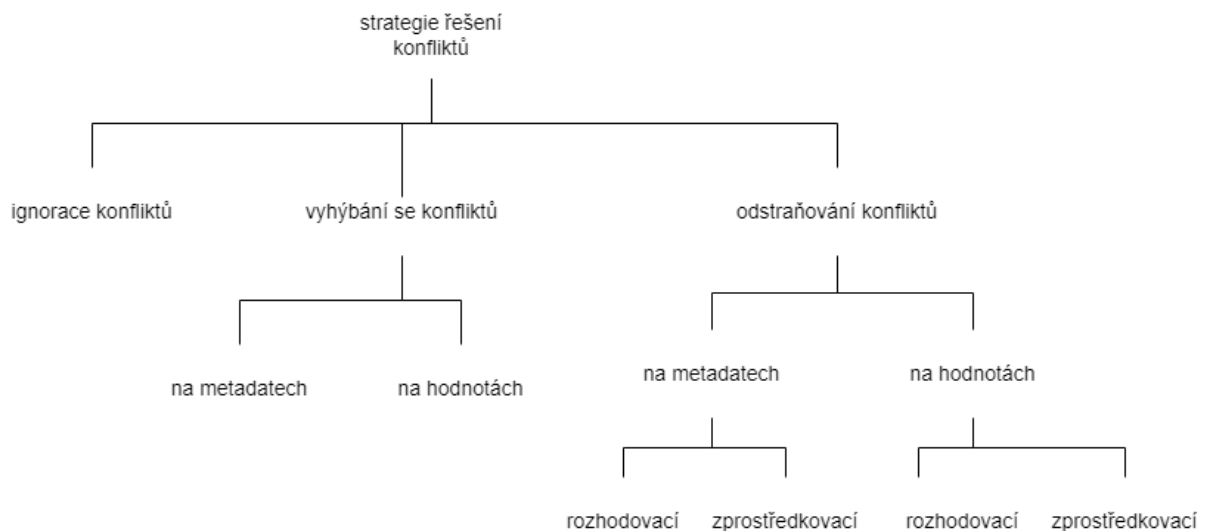 strategie řešení
konfliktů
ignorace konfliktů
vyhýbání se konfliktů
odstraňování konfliktů
na metadatech
na hodnotách
na metadatech
na hodnotách
rozhodovací
zprostředkovací
rozhodovací
zprostředkovací